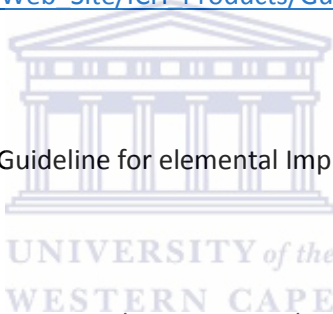 Web-Site/ICH-Products/Gu
Guideline for elemental Imp
UNIVERSITY of the
WESTERN CAPE